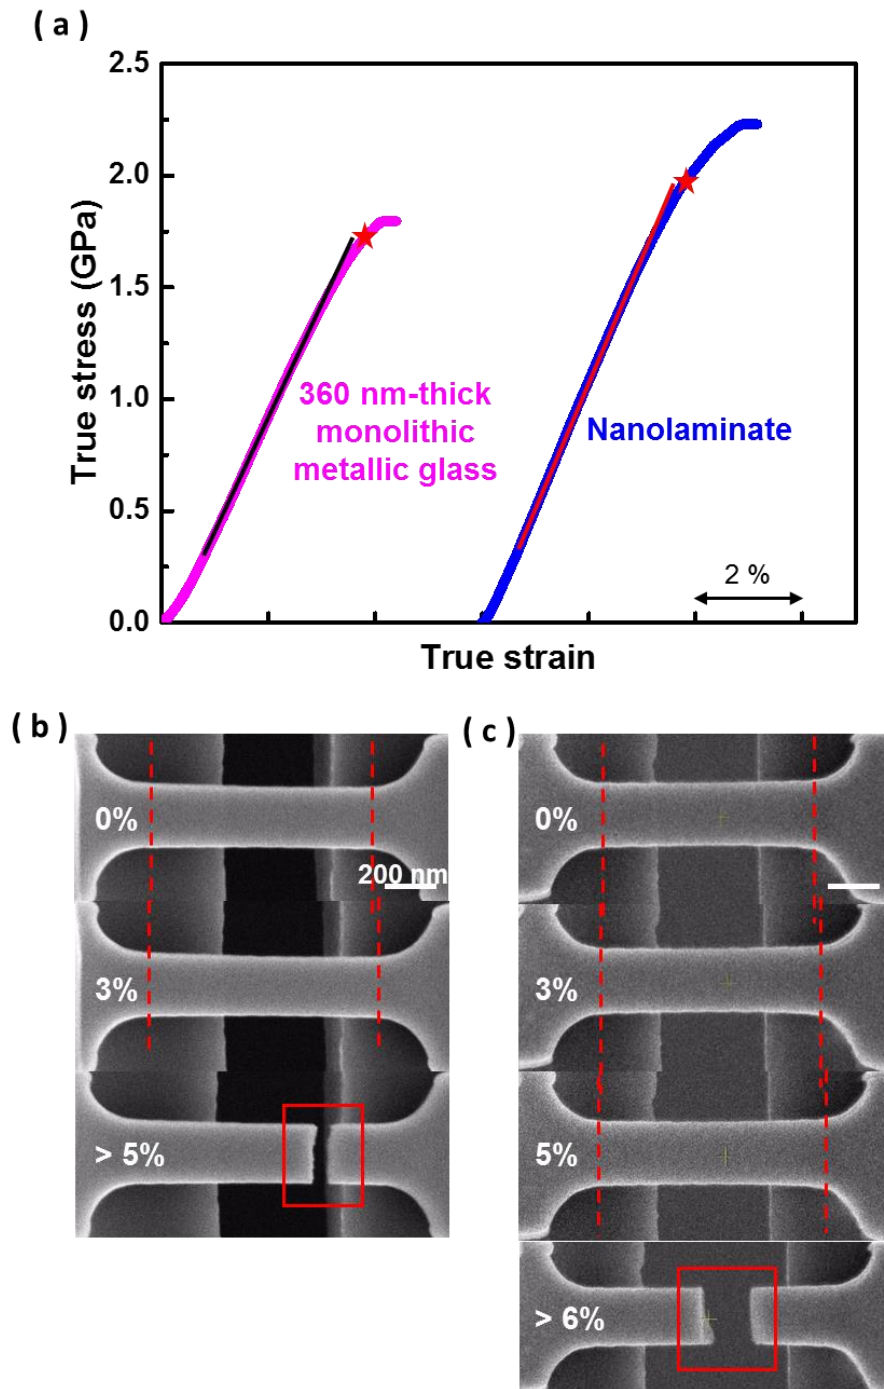 ( a )
2.5
2.0
1.5
1.0
0.5
0.0
True stress (GPa)
360 nm-thick
monolithic
metallic glass
Nanolaminate
2 %
True strain
( b )
0%
200 nm
3%
> 5%
( c )
0%
3%
5%
> 6%